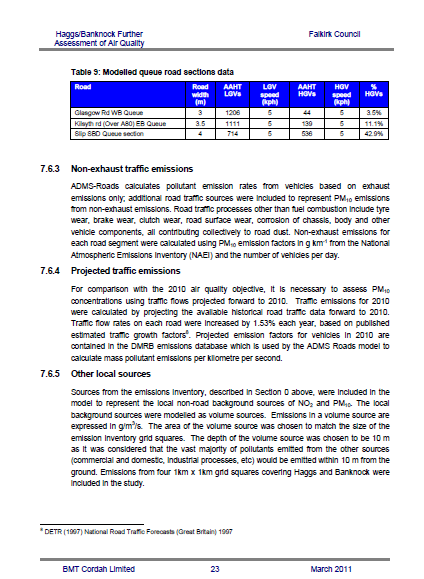 Haggs/Banknock Further Falkirk Council
Assessment of Air Quality
Table 9: Modelled queue road sections data
Road Road width (m) AAHT LGVs LGV speed (kph) AAHT HGVs HGV speed (kph) % HGVs
Glasgow Rd WB Queue 3 1206 5 44 5 3.5%
Kilsyth rd (Over A80) EB Queue 3.5 1111 5 139 5 11.1%
Slip SBD Queue section 4 714 5 536 5 42.9%
7.6.3 Non-exhaust traffic emissions
ADMS-Roads calculates pollutant emission rates from vehicles based on exhaust
emissions only; additional road traffic sources were included to represent PM10 emissions
from non-exhaust emissions. Road traffic processes other than fuel combustion include tyre
wear, brake wear, clutch wear, road surface wear, corrosion of chassis, body and other
vehicle components, all contributing collectively to road dust. Non-exhaust emissions for
each road segment were calculated using PM10 emission factors in g km-1 from the National
Atmospheric Emissions Inventory (NAEI) and the number of vehicles per day.
7.6.4 Projected traffic emissions
For comparison with the 2010 air quality objective, it is necessary to assess PM10
concentrations using traffic flows projected forward to 2010. Traffic emissions for 2010
were calculated by projecting the available historical road traffic data forward to 2010.
Traffic flow rates on each road were increased by 1.53% each year, based on published
estimated traffic growth factors8. Projected emission factors for vehicles in 2010 are
contained in the DMRB emissions database which is used by the ADMS Roads model to
calculate mass pollutant emissions per kilometre per second.
7.6.5 Other local sources
Sources from the emissions inventory, described in Section 0 above, were included in the
model to represent the local non-road background sources of NO2 and PM10. The local
background sources were modelled as volume sources. Emissions in a volume source are
expressed in g/m3/s. The area of the volume source was chosen to match the size of the
emission inventory grid squares. The depth of the volume source was chosen to be 10 m
as it was considered that the vast majority of pollutants emitted from the other sources
(commercial and domestic, industrial processes, etc) would be emitted within 10 m from the
ground. Emissions from four 1km x 1km grid squares covering Haggs and Banknock were
included in the study.
8 DETR (1997) National Road Traffic Forecasts (Great Britain) 1997
BMT Cordah Limited 23 March 2011